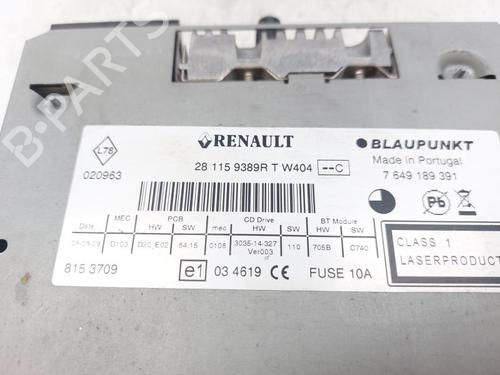 B-PARTS
L78
020963
RENAULT
28 115 9389R T W404 --C
BLAUPUNKT
Made in Portugal
7 649 189 391
Pb
Date MEC PCB mec CD Drive BT Module
HW SW HW SW HW SW
D103 D20_E02 64.15 0105 3035-14-327 110 705B C740
Ver003
CLASS 1
LASERPRODUCT
815 3709
e1 03 4619 CE FUSE 10A